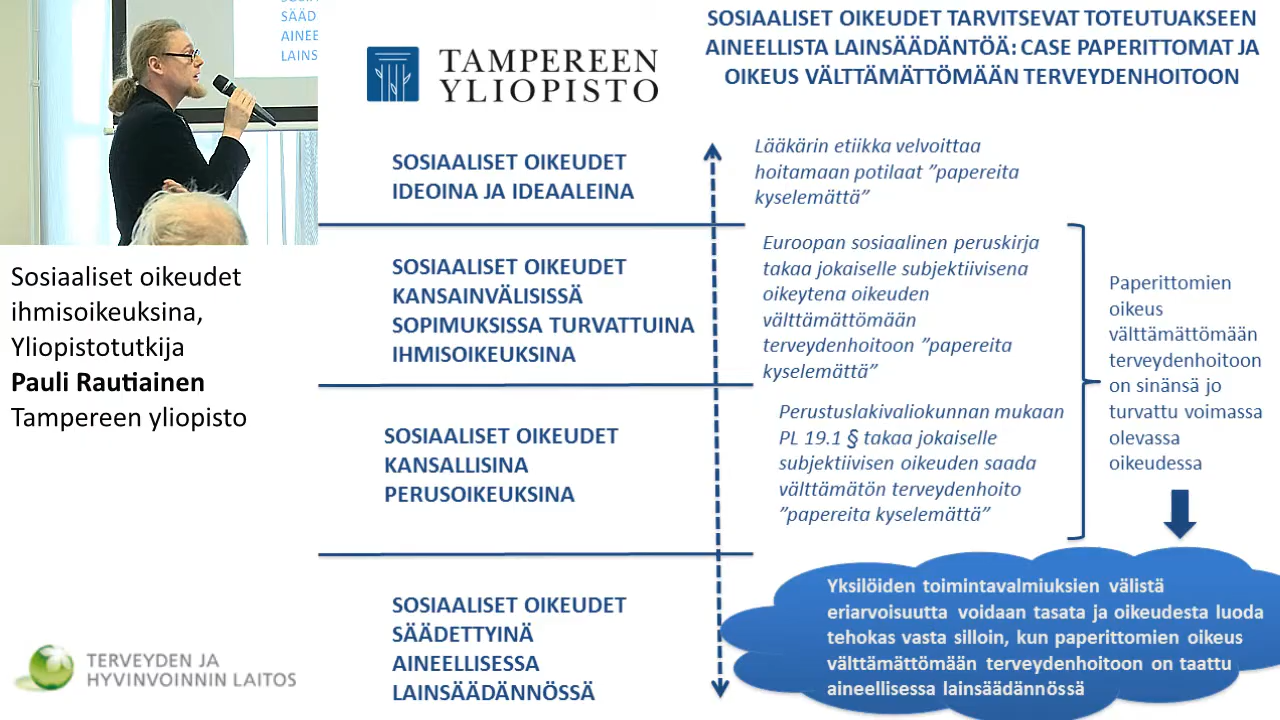 SÄÄD
AINEE
LAINS
Sosiaaliset oikeudet
ihmisoikeuksina,
Yliopistotutkija
Pauli Rautiainen
Tampereen yliopisto
TERVEYDEN JA
HYVINVOINNIN LAITOS
TAMPEREEN
YLIOPISTO
SOSIAALISET OIKEUDET TARVITSEVAT TOTEUTUAKSEEN
AINEELLISTA LAINSÄÄDÄNTÖÄ: CASE PAPERITTOMAT JA
OIKEUS VÄLTTÄMÄTTÖMÄÄN TERVEYDENHOITOON
SOSIAALISET OIKEUDET
IDEOINA JA IDEAALEINA
Lääkärin etiikka velvoittaa
hoitamaan potilaat ”papereita
kyselemättä”
SOSIAALISET OIKEUDET
KANSAINVÄLISISSÄ
SOPIMUKSISSA TURVATTUINA
IHMISOIKEUKSINA
Euroopan sosiaalinen peruskirja
takaa jokaiselle subjektiivisena
oikeytena oikeuden
välttämättömään
terveydenhoitoon ”papereita
kyselemättä”
SOSIAALISET OIKEUDET
KANSALLISINA
PERUSOIKEUKSINA
Perustuslakivaliokunnan mukaan
PL 19.1 § takaa jokaiselle
subjektiivisen oikeuden saada
välttämätön terveydenhoito
”papereita kyselemättä”
Paperittomien
oikeus
välttämättömään
terveydenhoitoon
on sinänsä jo
turvattu voimassa
olevassa
oikeudessa
SOSIAALISET OIKEUDET
SÄÄDETTYINÄ
AINEELLISESSA
LAINSÄÄDÄNNÖSSÄ
Yksilöiden toimintavalmiuksien välistä
eriarvoisuutta voidaan tasata ja oikeudesta luoda
tehokas vasta silloin, kun paperittomien oikeus
välttämättömään terveydenhoitoon on taattu
aineellisessa lainsäädännössä